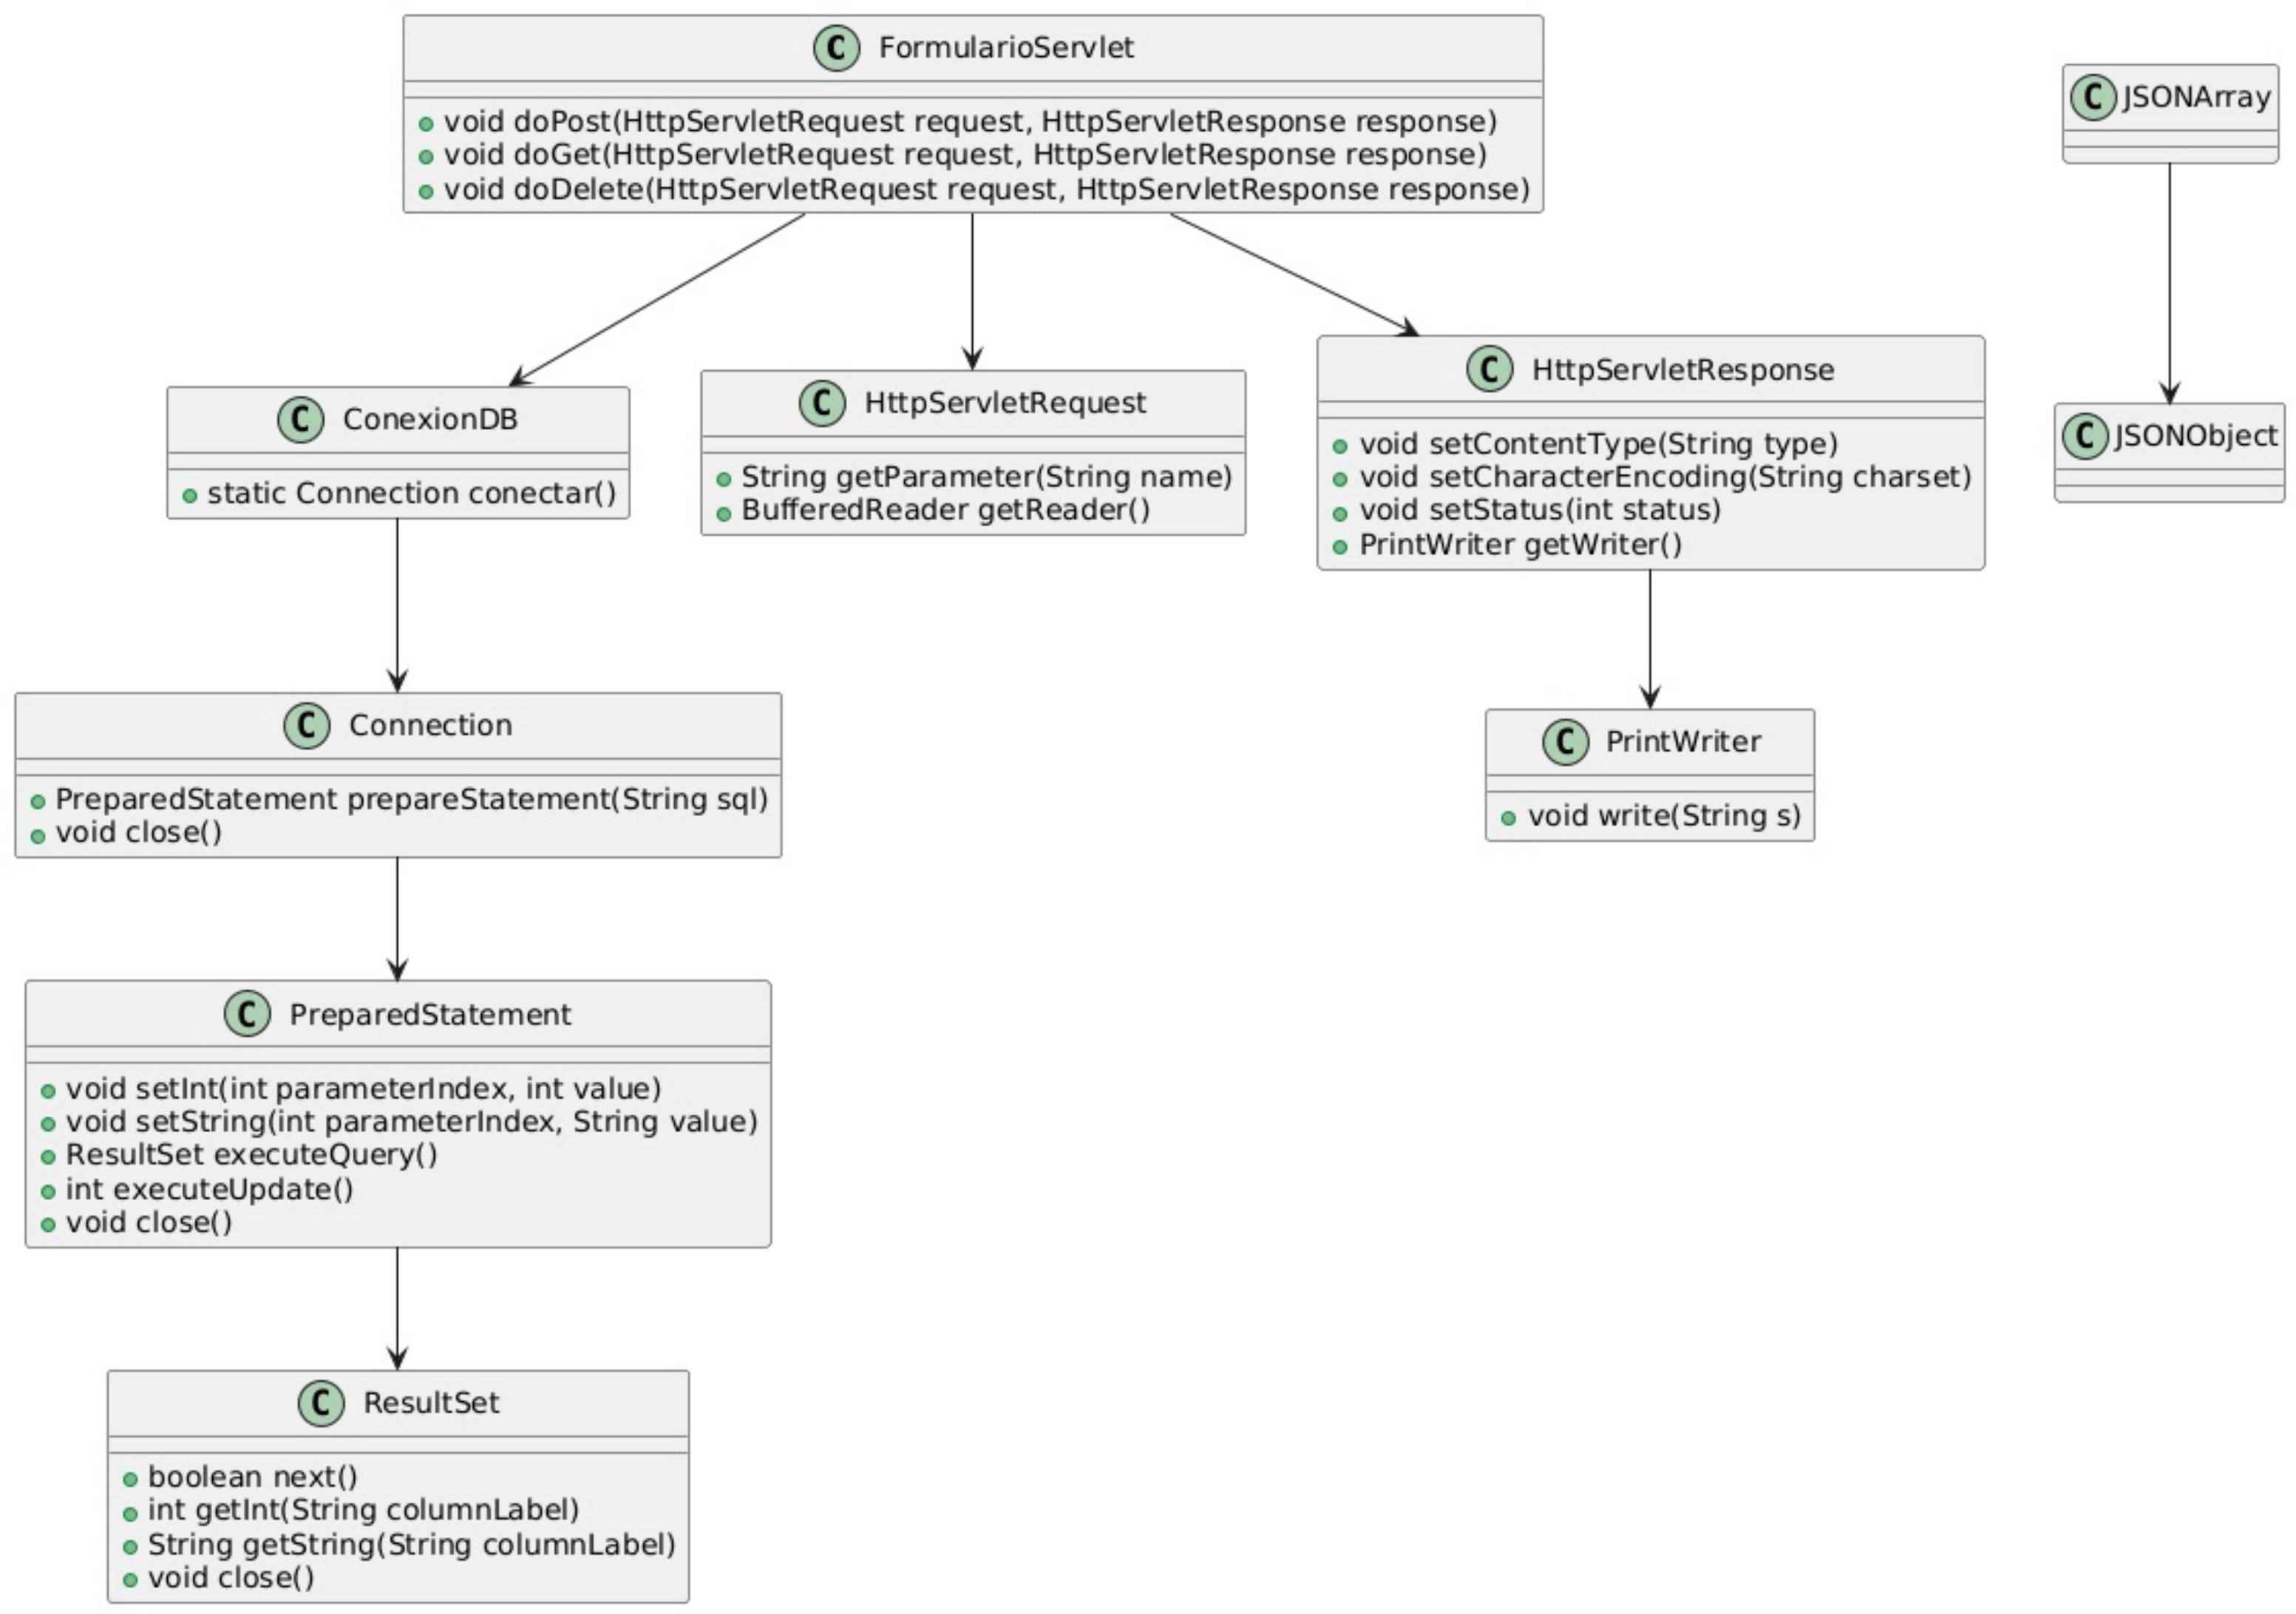 C FormularioServlet
void doPost(HttpServletRequest request, HttpServletResponse response)
void doGet(HttpServletRequest request, HttpServletResponse response)
void doDelete(HttpServletRequest request, HttpServletResponse response)
C JSONArray
C ConexionDB
static Connection conectar()
C HttpServletRequest
String getParameter(String name)
BufferedReader getReader()
C HttpServletResponse
void setContentType(String type)
void setCharacterEncoding(String charset)
void setStatus(int status)
PrintWriter getWriter()
C JSONObject
C Connection
PreparedStatement prepareStatement(String sql)
void close()
C PrintWriter
void write(String s)
C PreparedStatement
void setInt(int parameterIndex, int value)
void setString(int parameterIndex, String value)
ResultSet executeQuery()
int executeUpdate()
void close()
C ResultSet
boolean next()
int getInt(String columnLabel)
String getString(String columnLabel)
void close()